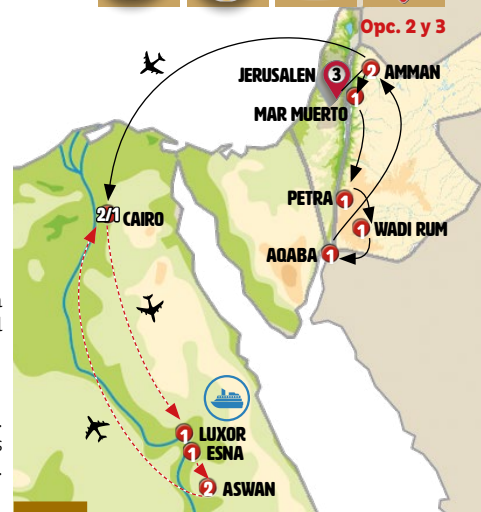 Opc. 2 y 3
JERUSALEN 3
2 AMMAN
MAR MUERTO 1
PETRA 1
1 WADI RUM
AQABA 1
2/1 CAIRO
1 LUXOR
1 ESNA
2 ASWAN